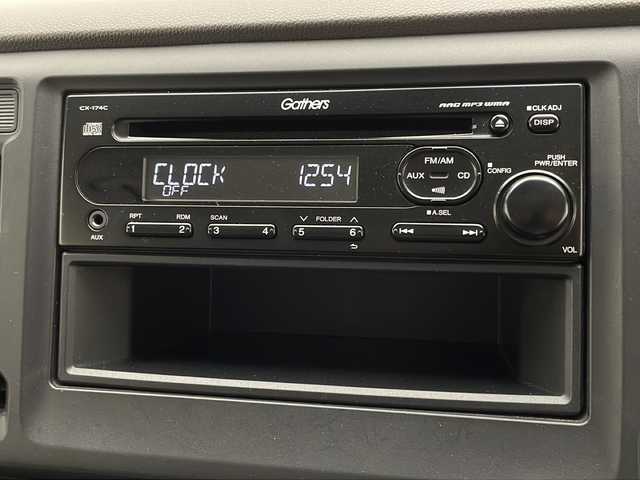 CX-174C
Gathers
AAC MP3 WMA
CLK ADJ
DISP
CLOCK 1254
OFF
FM/AM
AUX CD
CONFIG
PUSH
PWR/ENTER
A.SEL
VOL
AUX
RPT RDM SCAN FOLDER
1 2 3 4 5 6